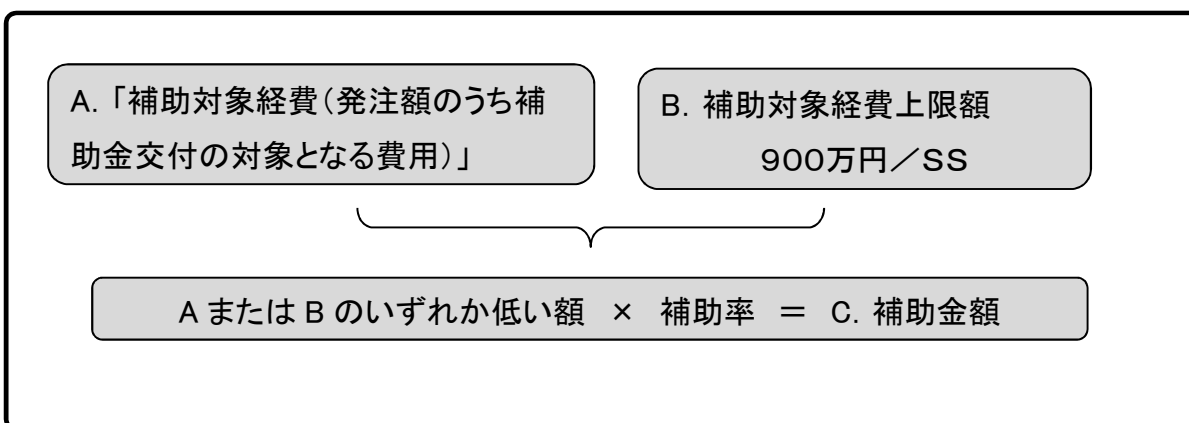 A. 「補助対象経費(発注額のうち補
助金交付の対象となる費用)」
B. 補助対象経費上限額
900万円/SS
A または B のいずれか低い額 × 補助率 = C. 補助金額